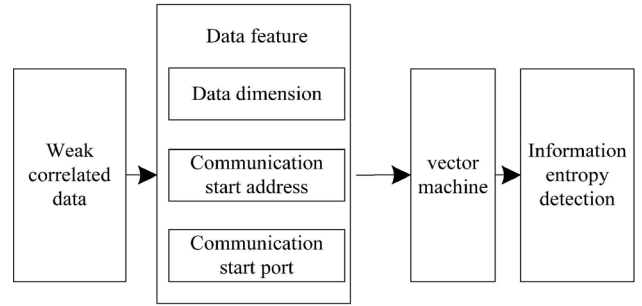 Weak
correlated
data
Data feature
Data dimension
Communication
start address
Communication
start port
vector
machine
Information
entropy
detection